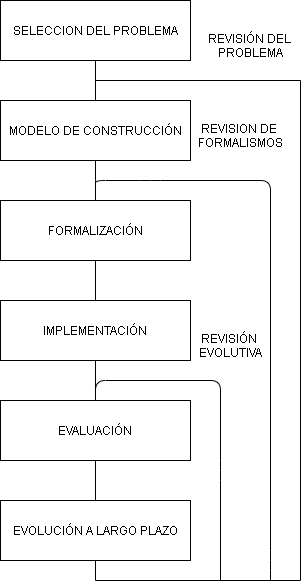 SELECCION DEL PROBLEMA
REVISIÓN DEL
PROBLEMA
MODELO DE CONSTRUCCIÓN
REVISION DE
FORMALISMOS
FORMALIZACIÓN
IMPLEMENTACIÓN
REVISIÓN
EVOLUTIVA
EVALUACIÓN
EVOLUCIÓN A LARGO PLAZO